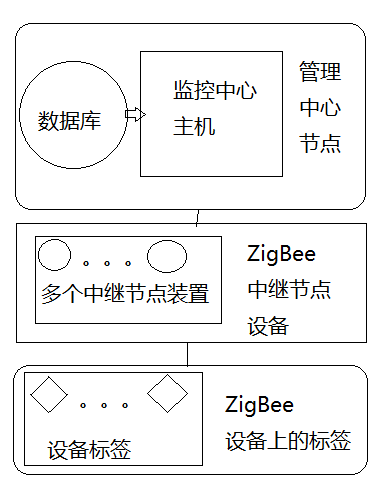 数据库
监控中心
主机
管理
中心
节点
。。。
多个中继节点装置
ZigBee
中继节点
设备
。。。
设备标签
ZigBee
设备上的标签